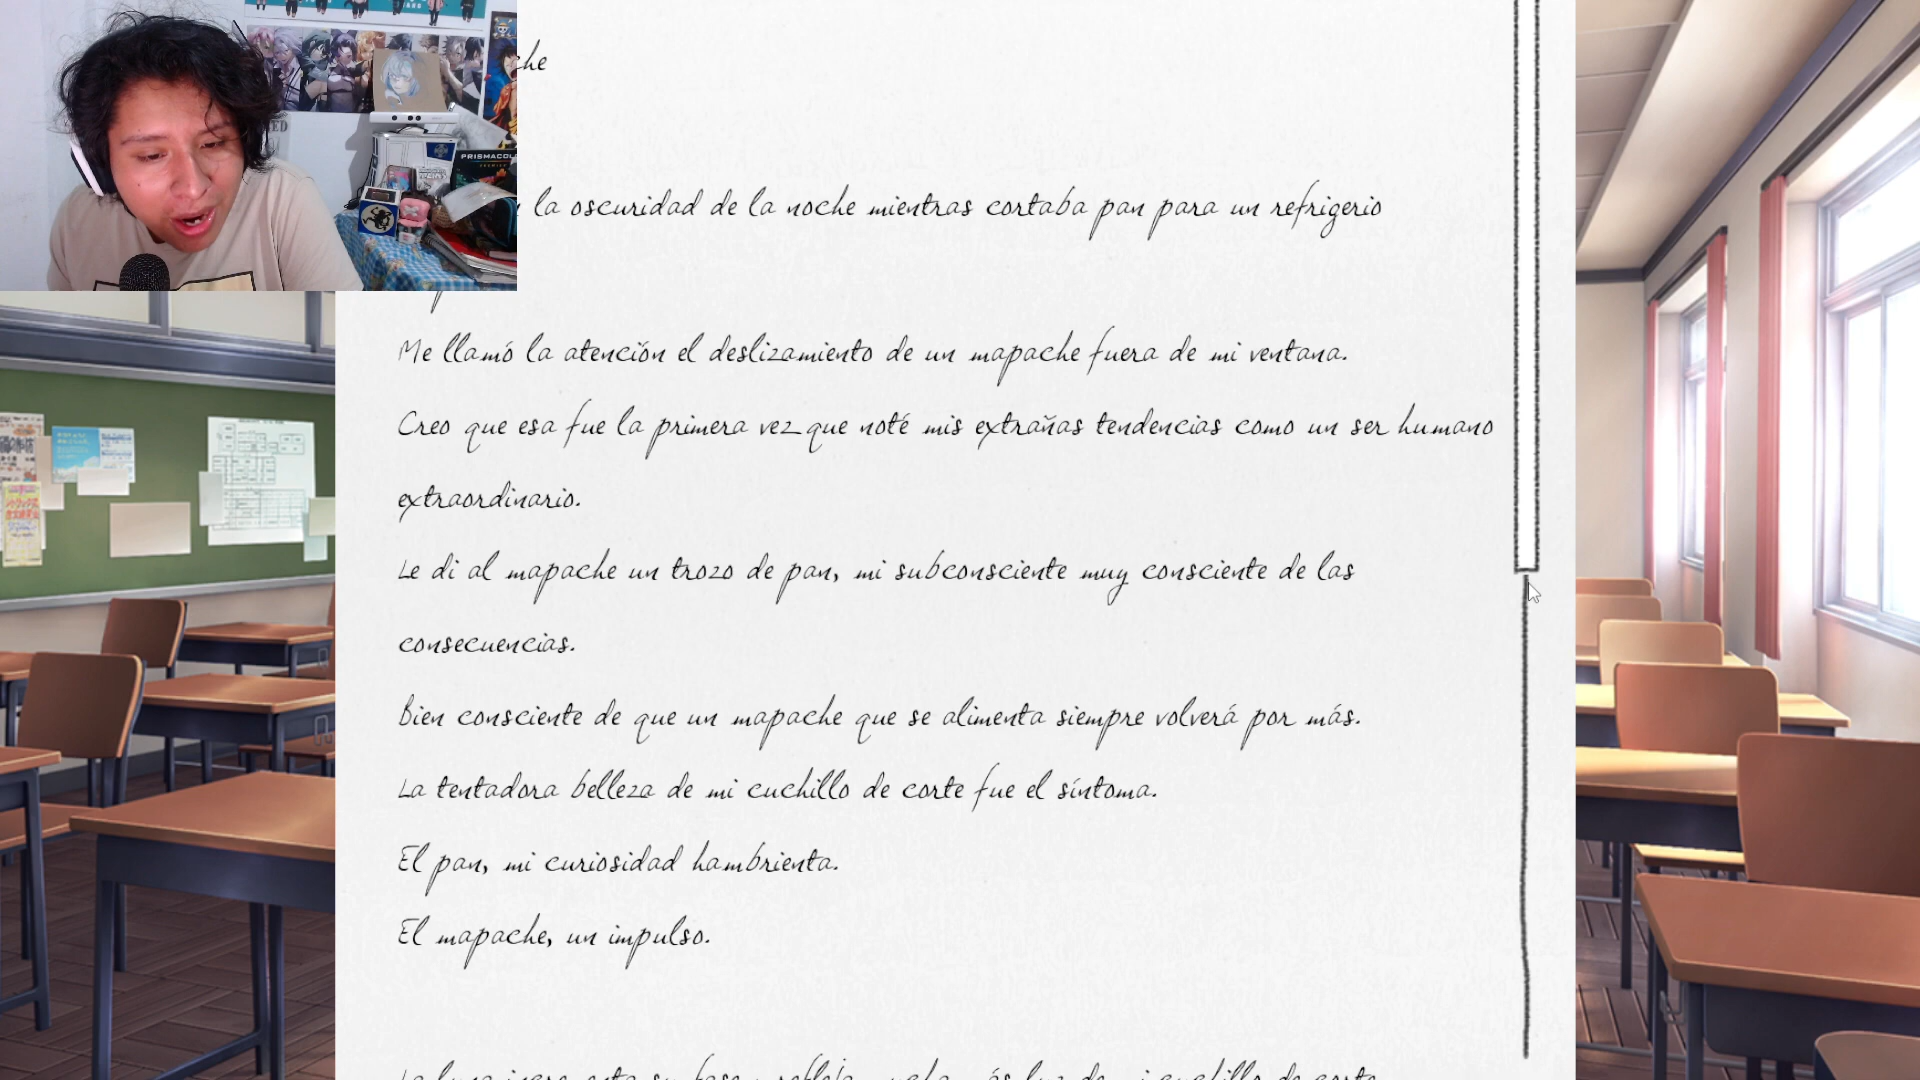 che
la oscuridad de la noche mientras cortaba pan para un refrigerio
Me llamó la atención el deslizamiento de un mapache fuera de mi ventana.
Creo que esa fue la primera vez que noté mis extrañas tendencias como un ser humano
extraordinario.
Le di al mapache un trozo de pan, mi subconsciente muy consciente de las
consecuencias.
Bien consciente de que un mapache que se alimenta siempre volverá por más.
La tentadora belleza de mi cuchillo de corte fue el síntoma.
El pan, mi curiosidad hambrienta.
El mapache, un impulso.
PRISMACOL